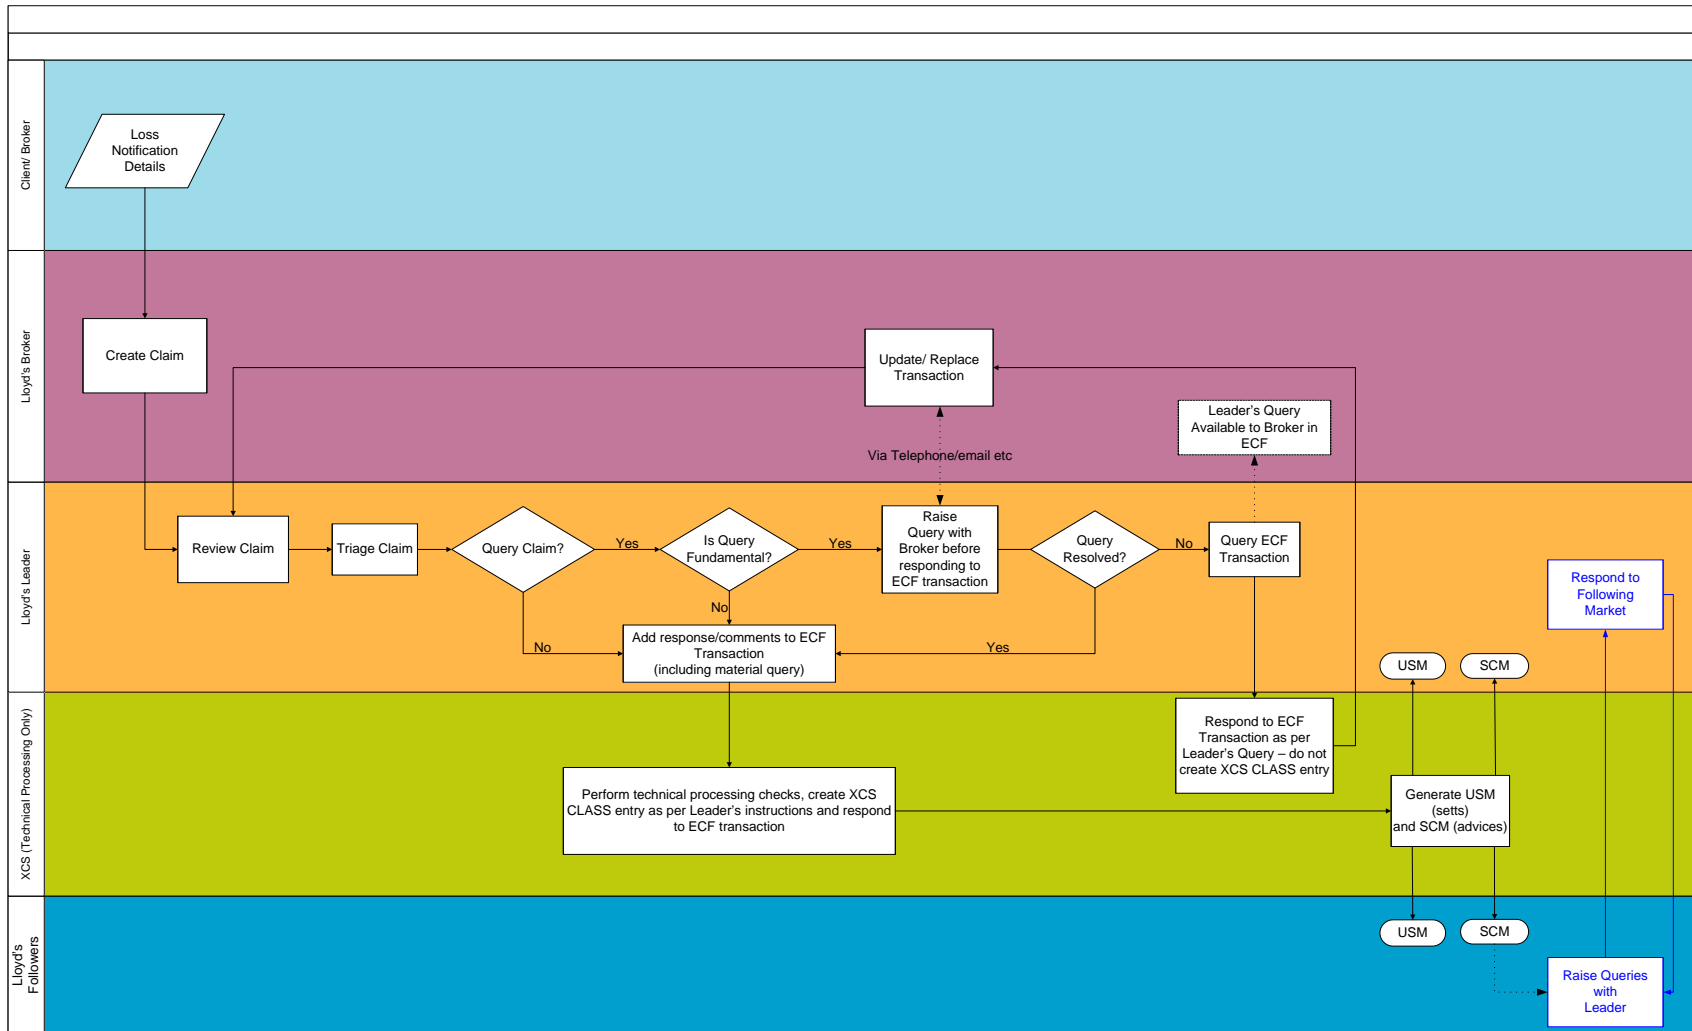 Client/ Broker
Loss
Notification
Details
Lloyd's Broker
Create Claim
Update/ Replace
Transaction
Leader's Query
Available to Broker in
ECF
Via Telephone/email etc
Lloyd's Leader
Review Claim
Triage Claim
Query Claim?
Yes
Is Query
Fundamental?
Yes
Raise
Query with
Broker before
responding to
ECF transaction
Query
Resolved?
No
Query ECF
Transaction
No
No
Add response/comments to ECF
Transaction
(including material query)
Yes
Respond to
Following
Market
USM
SCM
XCS (Technical Processing Only)
Respond to ECF
Transaction as per
Leader's Query – do not
create XCS CLASS entry
Perform technical processing checks, create XCS
CLASS entry as per Leader's instructions and respond
to ECF transaction
Generate USM
(setts)
and SCM (advices)
Lloyd's
Followers
USM
SCM
Raise Queries
with
Leader